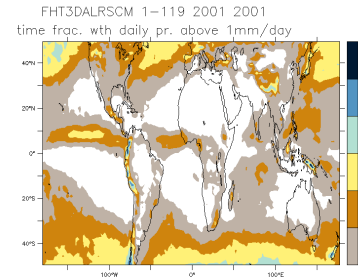 FHT3DALRSCM 1-119 2001 2001
time frac. wth daily pr. above 1mm/day
40°N
20°N
0°
20°S
40°S
100°W 0° 100°E